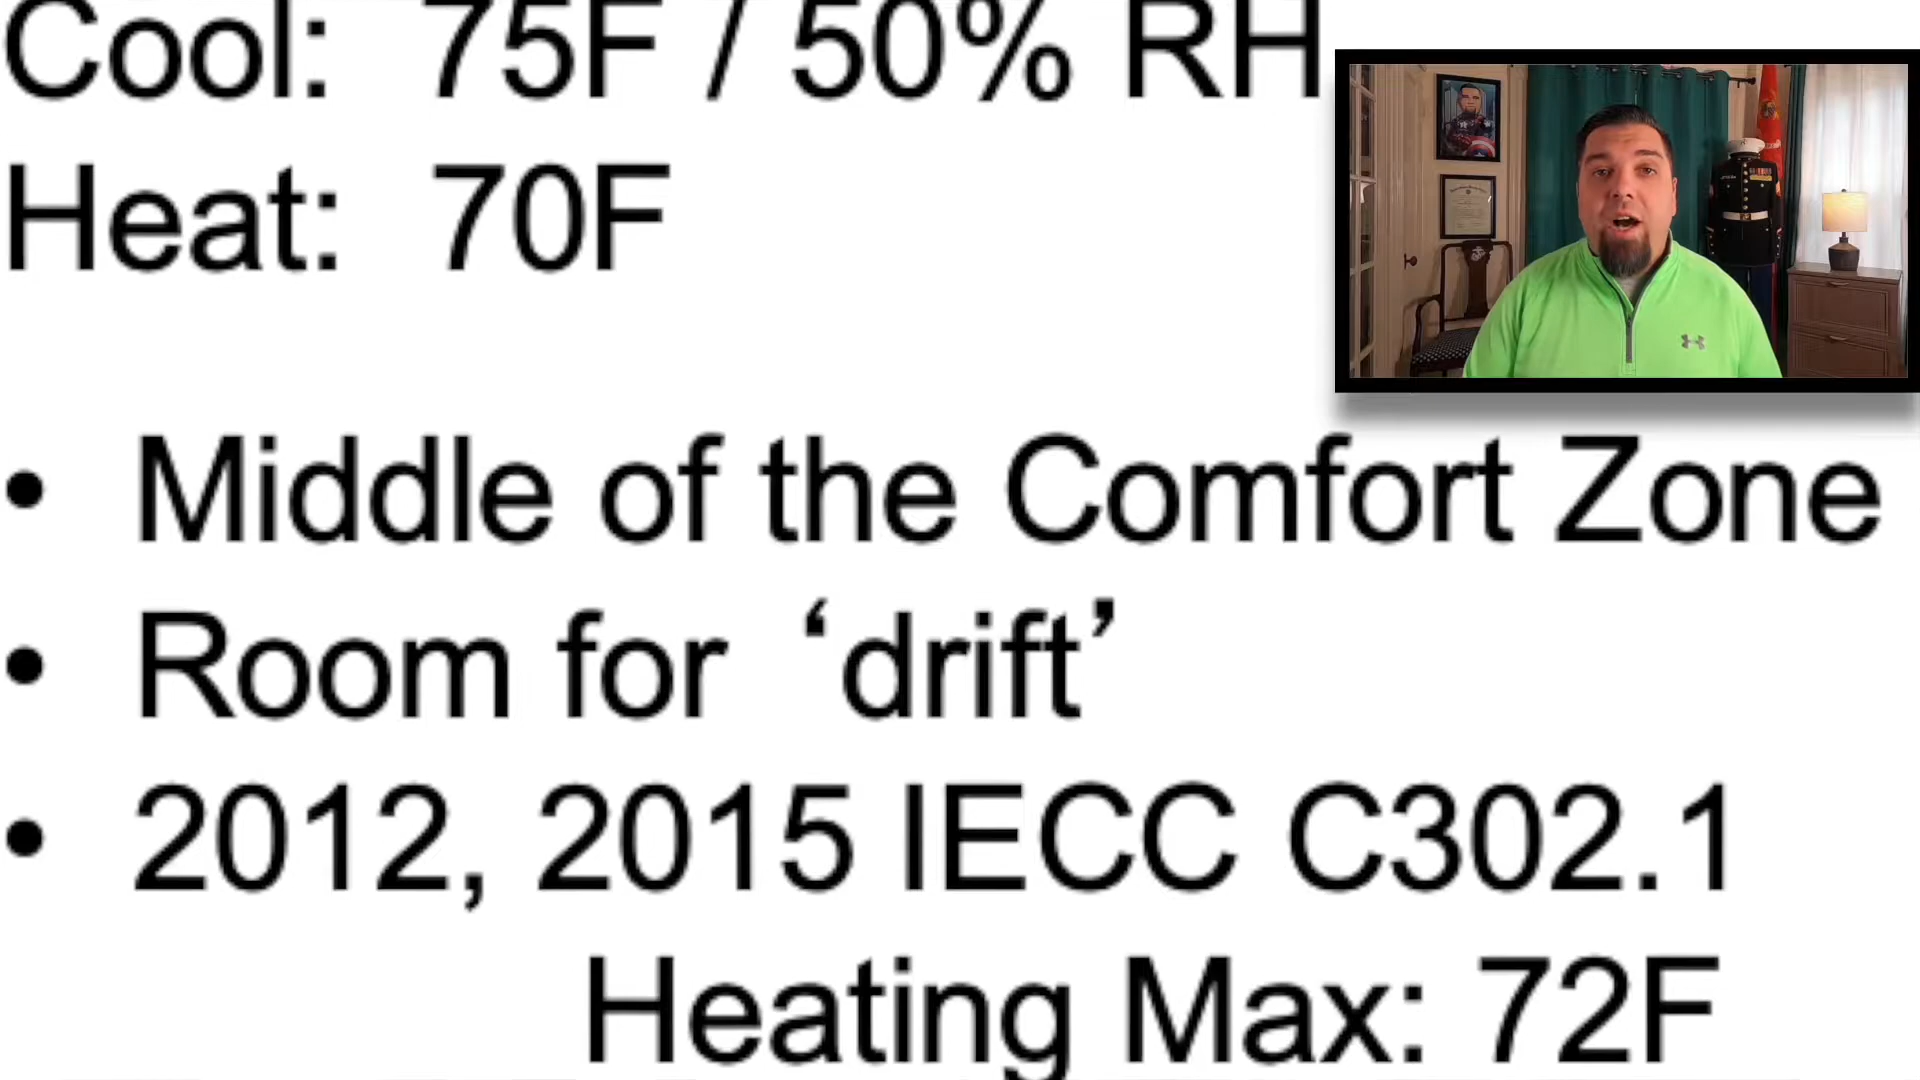 Cool: 75F / 50% RH
Heat: 70F
• Middle of the Comfort Zone
• Room for ‘drift’
• 2012, 2015 IECC C302.1
Heating Max: 72F